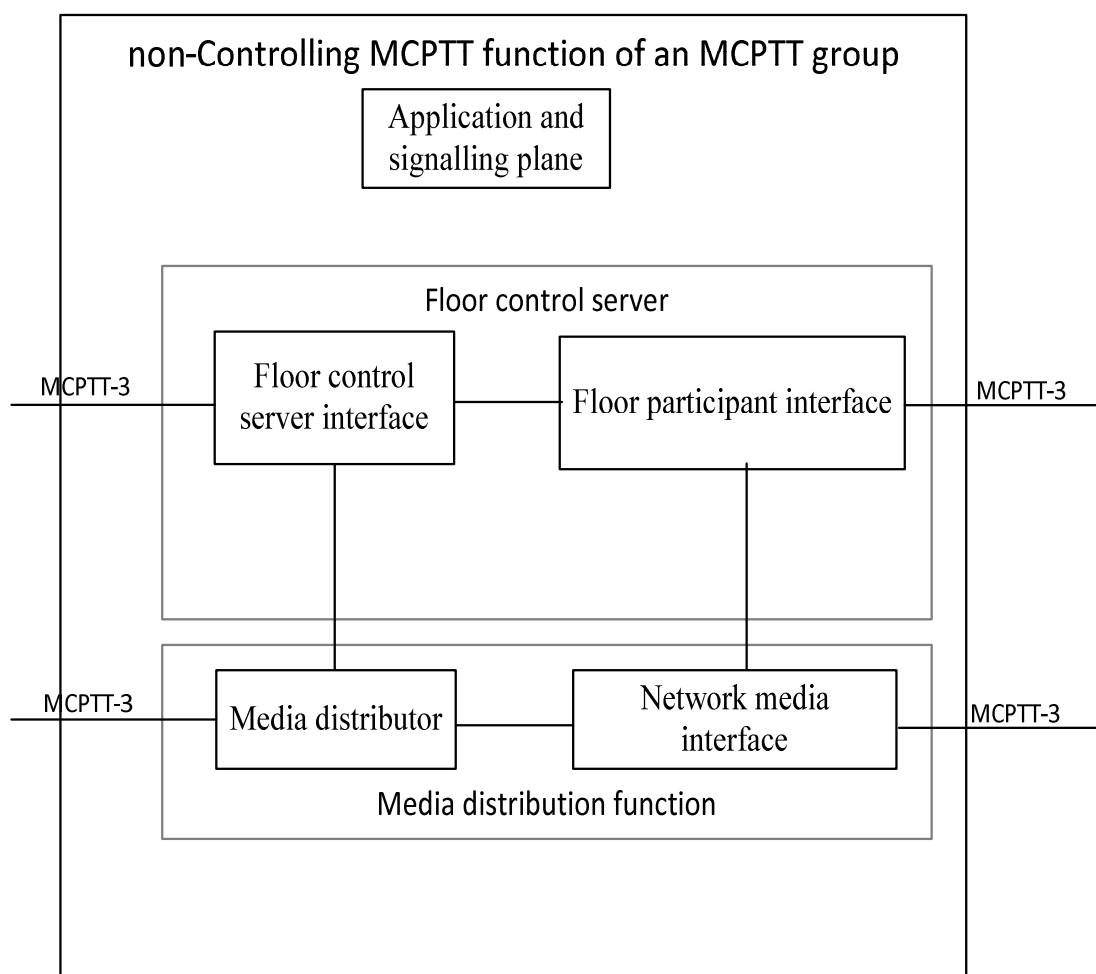 non-Controlling MCPTT function of an MCPTT group
Application and
signalling plane
Floor control server
Floor control
server interface
Floor participant interface
MCPTT-3
MCPTT-3
Media distributor
Network media
interface
MCPTT-3
MCPTT-3
Media distribution function